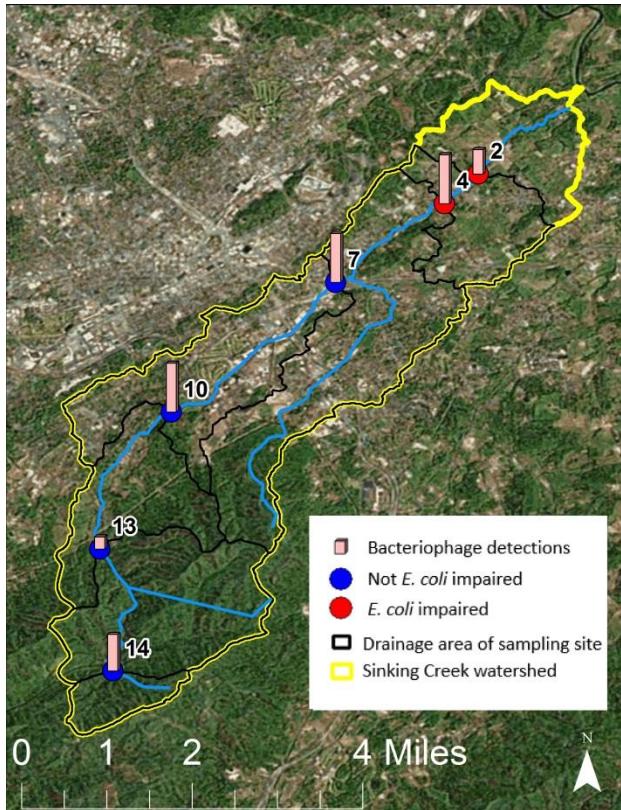 2
4
7
10
13
14
Bacteriophage detections
Not E. coli impaired
E. coli impaired
Drainage area of sampling site
Sinking Creek watershed
0 1 2 4 Miles
N